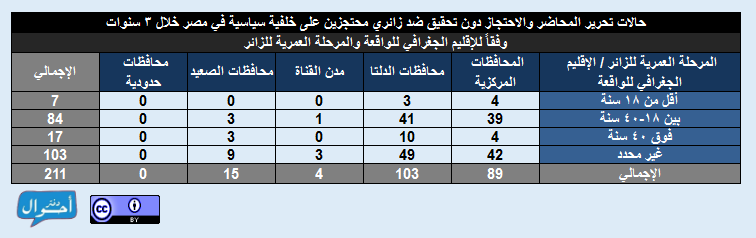 حالات تحرير المحاضر والاحتجاز دون تحقيق ضد زائري محتجزين على خلفية سياسية في مصر خلال ٣ سنوات
وفقاً للإقليم الجغرافي للواقعة والمرحلة العمرية للزائر
المرحلة العمرية للزائر / الإقليم الجغرافي للواقعة المحافظات المركزية محافظات الدلتا مدن القناة محافظات الصعيد محافظات حدودية الإجمالي
أقل من ١٨ سنة 4 3 0 0 0 7
بين ١٨-٤٠ سنة 39 41 1 3 0 84
فوق ٤٠ سنة 4 10 0 3 0 17
غير محدد 42 49 3 9 0 103
الإجمالي 89 103 4 15 0 211
دفتر أحوال
cc BY